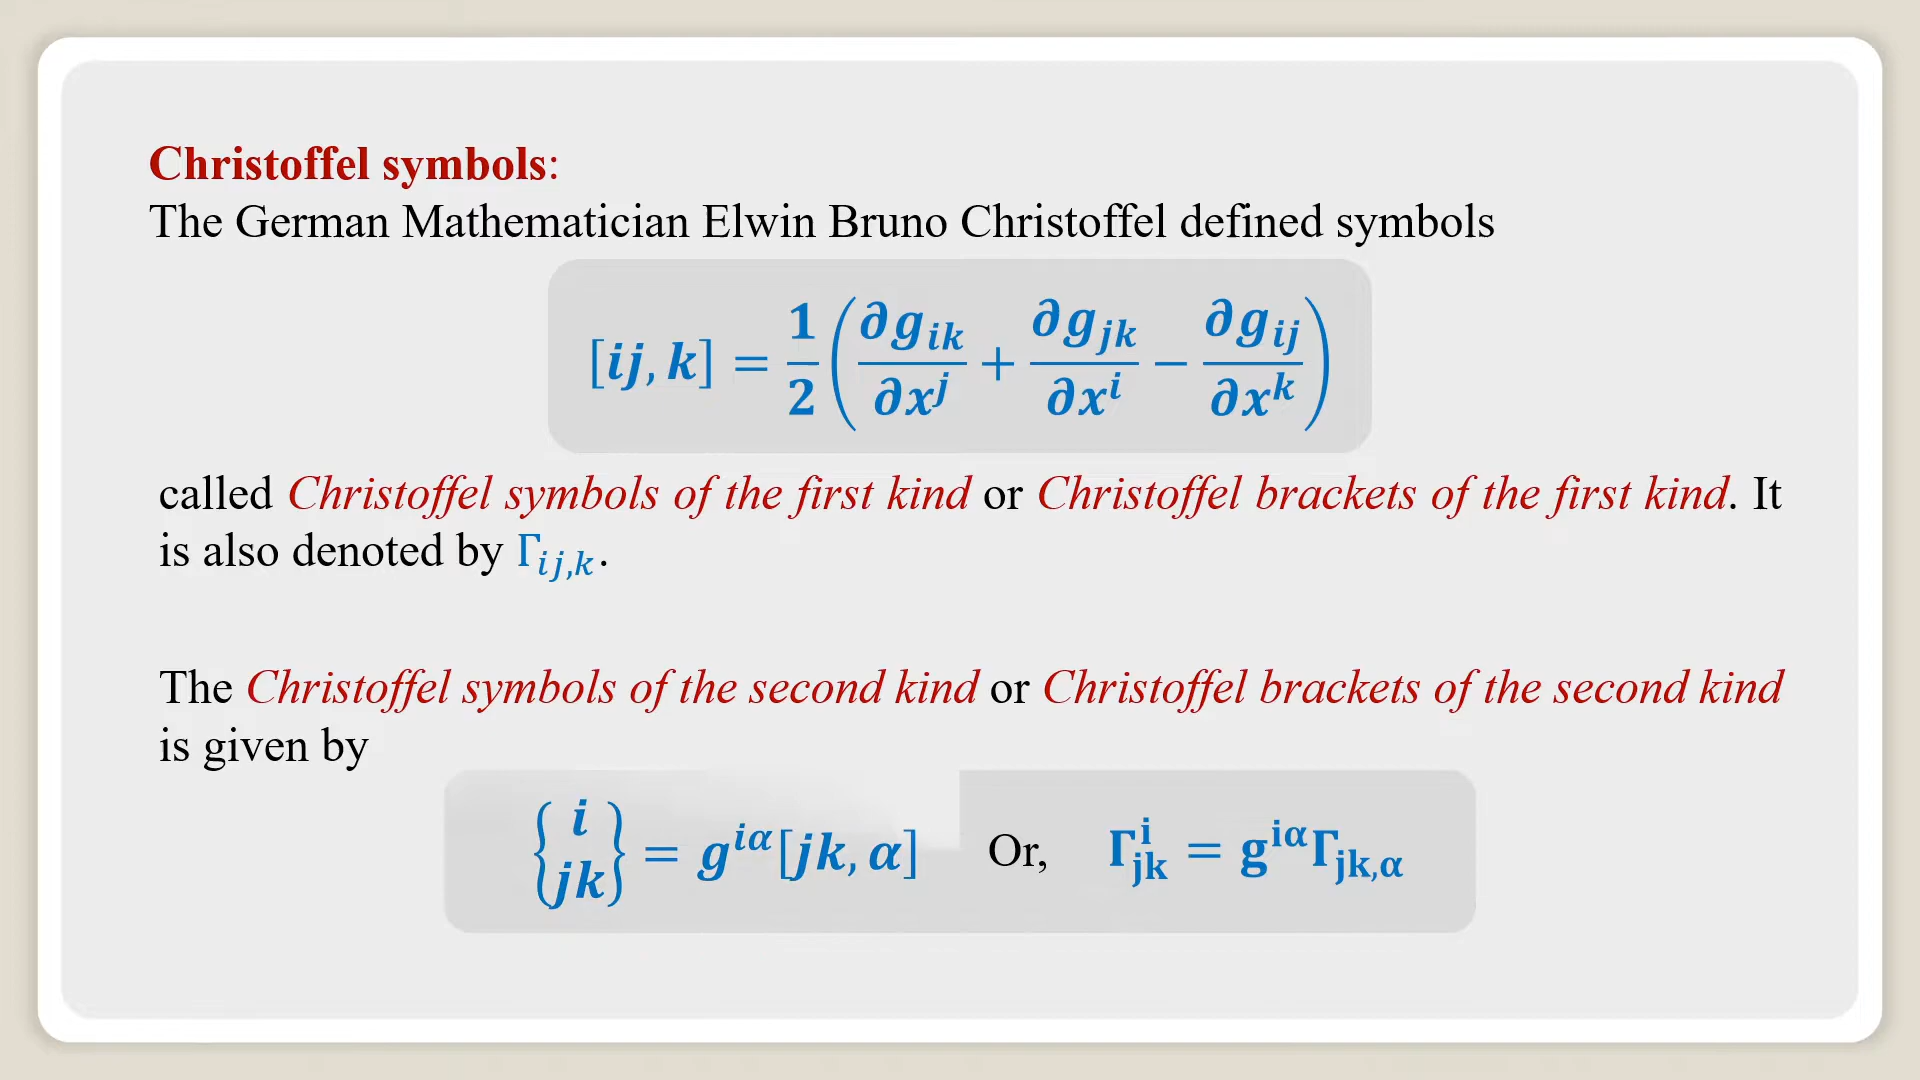 Christoffel symbols:
The German Mathematician Elwin Bruno Christoffel defined symbols
[ij, k] = 1/2 (∂g_ik/∂x^j + ∂g_jk/∂x^i − ∂g_ij/∂x^k)
called Christoffel symbols of the first kind or Christoffel brackets of the first kind. It
is also denoted by Γ_ij,k.
The Christoffel symbols of the second kind or Christoffel brackets of the second kind
is given by
{i jk} = g^iα[jk, α] Or, Γ^i_jk = g^iα Γ_jk,α